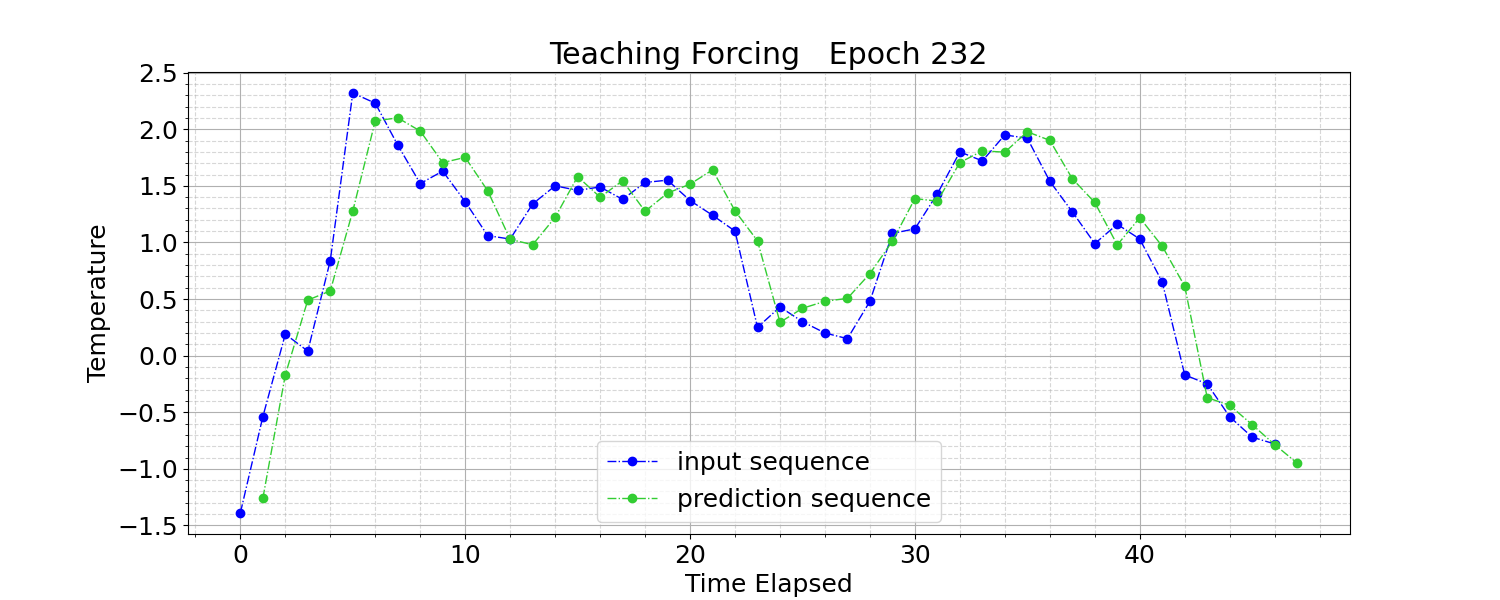 Teaching Forcing   Epoch 232
2.5
2.0
1.5
1.0
0.5
0.0
−0.5
−1.0
−1.5
Temperature
input sequence
prediction sequence
0 10 20 30 40
Time Elapsed